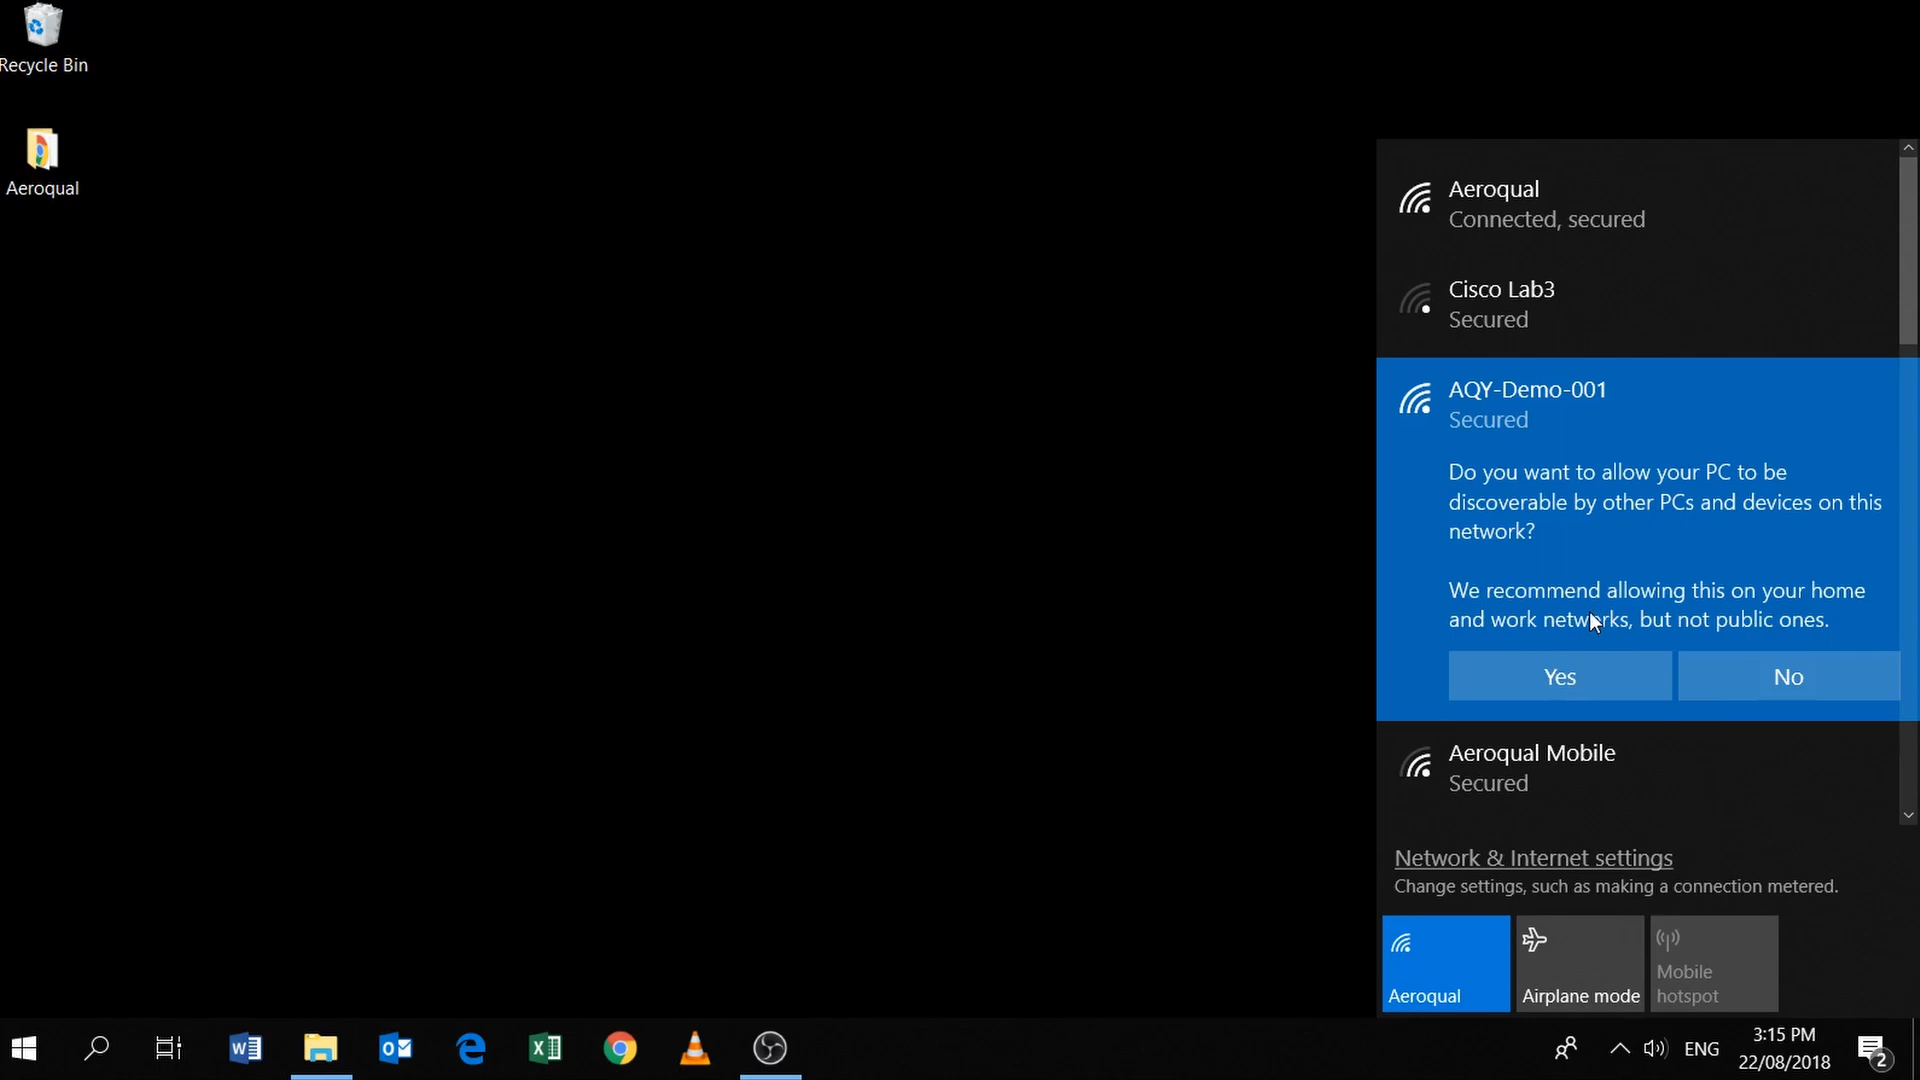 Recycle Bin
Aeroqual
Aeroqual
Connected, secured
Cisco Lab3
Secured
AQY-Demo-001
Secured
Do you want to allow your PC to be
discoverable by other PCs and devices on this
network?
We recommend allowing this on your home
and work networks, but not public ones.
Yes
No
Aeroqual Mobile
Secured
Network & Internet settings
Change settings, such as making a connection metered.
Aeroqual
Airplane mode
Mobile
hotspot
ENG
3:15 PM
22/08/2018
2